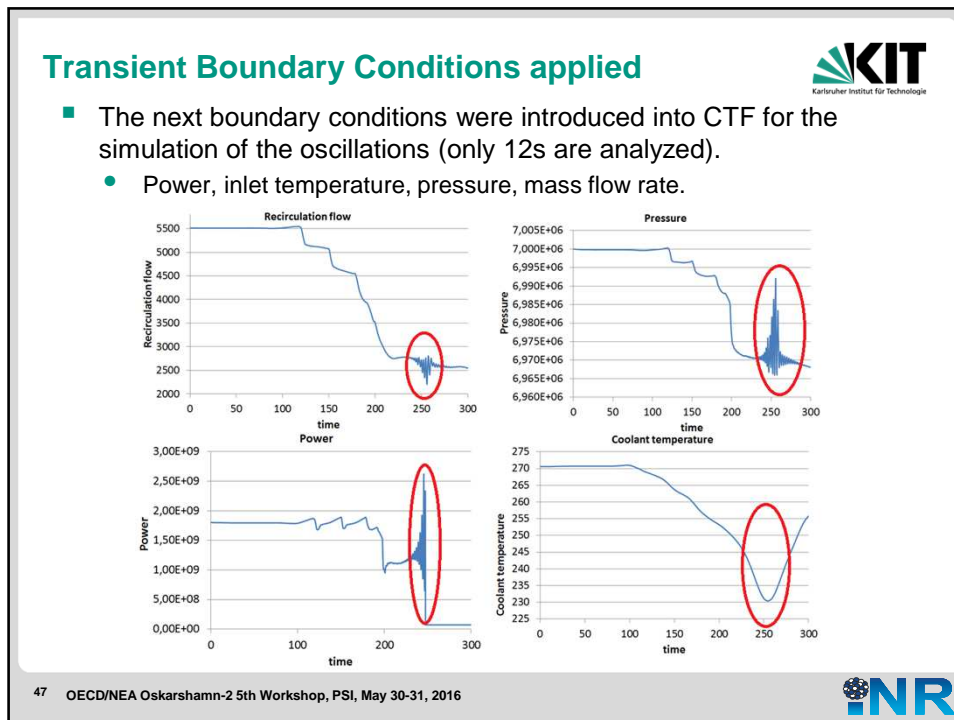 Transient Boundary Conditions applied
KIT
Karlsruher Institut für Technologie
The next boundary conditions were introduced into CTF for the
simulation of the oscillations (only 12s are analyzed).
Power, inlet temperature, pressure, mass flow rate.
Recirculation flow
Recirculation flow
5500
5000
4500
4000
3500
3000
2500
2000
0 50 100 150 200 250 300
time
Pressure
Pressure
7,005E+06
7,000E+06
6,995E+06
6,990E+06
6,985E+06
6,980E+06
6,975E+06
6,970E+06
6,965E+06
6,960E+06
0 50 100 150 200 250 300
time
Power
Power
3,00E+09
2,50E+09
2,00E+09
1,50E+09
1,00E+09
5,00E+08
0,00E+00
0 100 200 300
time
Coolant temperature
Coolant temperature
275
270
265
260
255
250
245
240
235
230
225
0 50 100 150 200 250 300
time
47 OECD/NEA Oskarshamn-2 5th Workshop, PSI, May 30-31, 2016
iNR